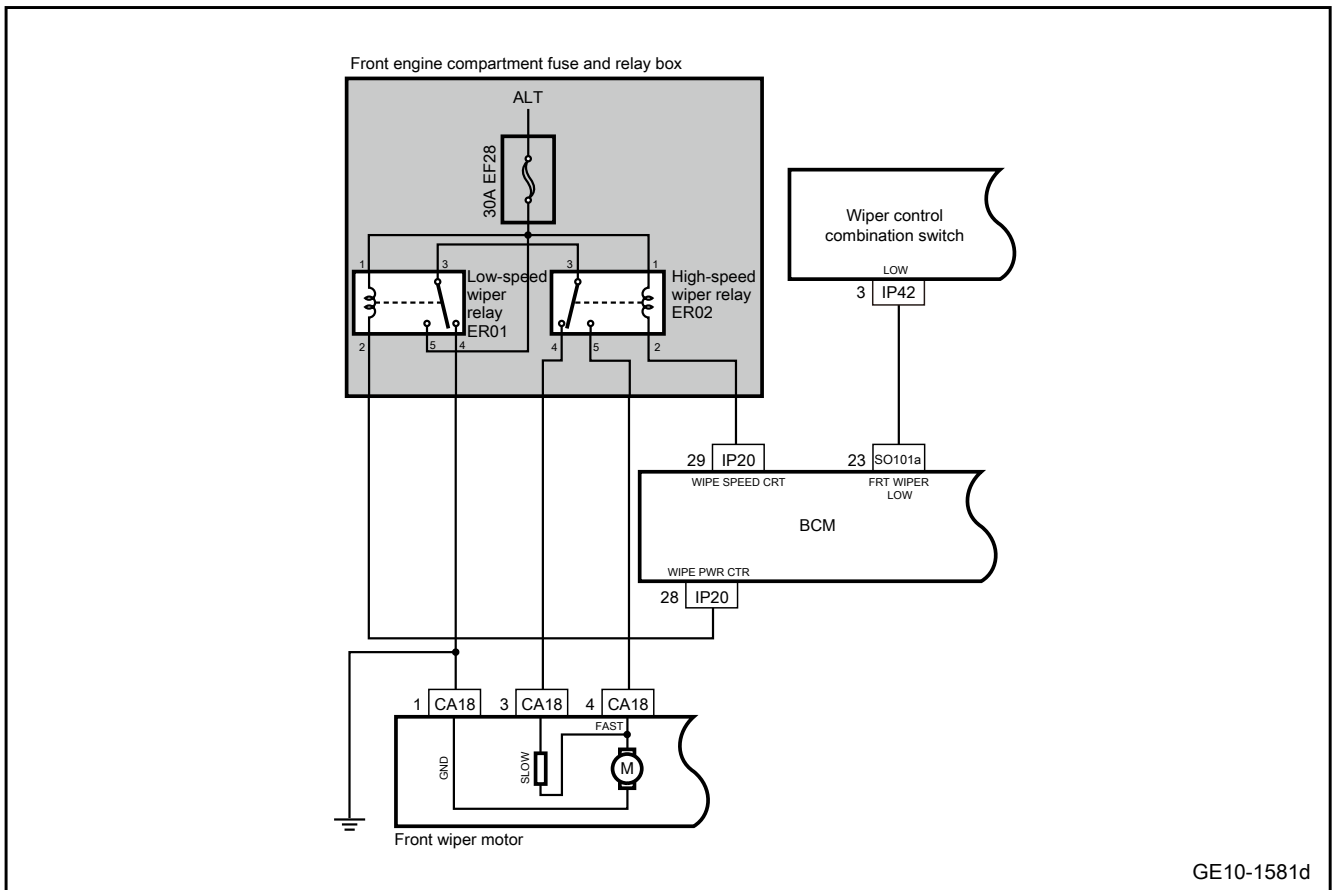 Front engine compartment fuse and relay box
ALT
30A EF28
1
3
Low-speed
wiper
relay
ER01
2
5
4
3
1
High-speed
wiper relay
ER02
4
5
2
Wiper control
combination switch
LOW
3 IP42
29 IP20
WIPE SPEED CRT
23 SO101a
FRT WIPER
LOW
BCM
WIPE PWR CTR
28 IP20
1 CA18
3 CA18
4 CA18
FAST
GND
SLOW
M
Front wiper motor
GE10-1581d